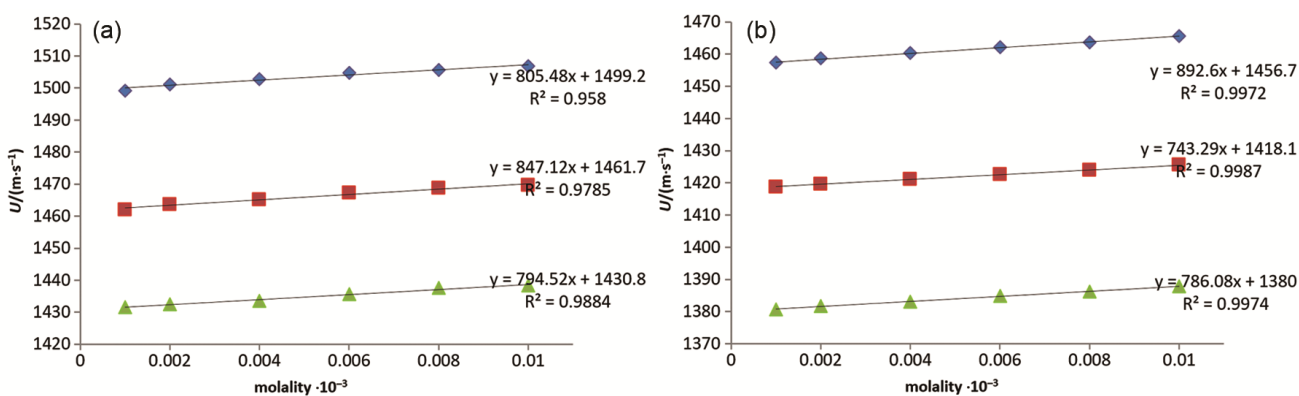 (a)
1520
1510
1500
1490
1480
1470
1460
1450
1440
1430
1420
U/(m·s⁻¹)
y = 805.48x + 1499.2
R² = 0.958
y = 847.12x + 1461.7
R² = 0.9785
y = 794.52x + 1430.8
R² = 0.9884
0 0.002 0.004 0.006 0.008 0.01
molality ·10⁻³
(b)
1470
1460
1450
1440
1430
1420
1410
1400
1390
1380
1370
U/(m·s⁻¹)
y = 892.6x + 1456.7
R² = 0.9972
y = 743.29x + 1418.1
R² = 0.9987
y = 786.08x + 1380
R² = 0.9974
0 0.002 0.004 0.006 0.008 0.01
molality ·10⁻³